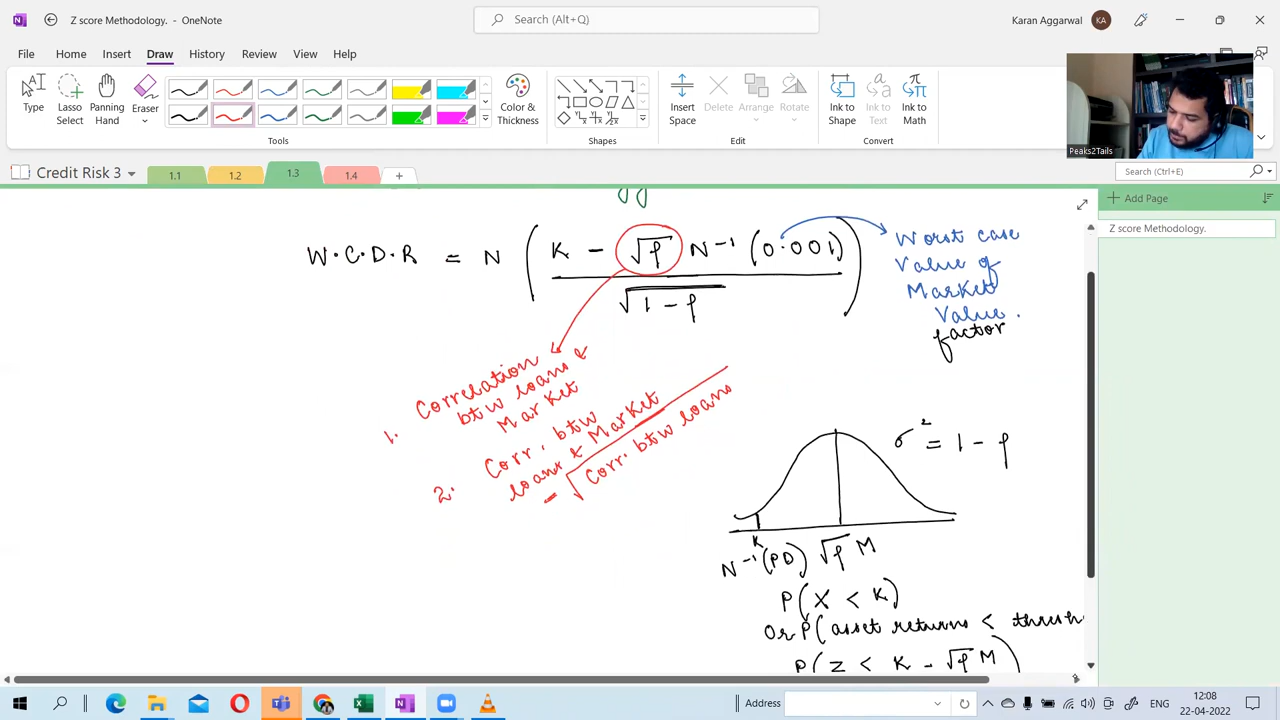 Z score Methodology. - OneNote
Search (Alt+Q)
Karan Aggarwal
KA
File Home Insert Draw History Review View Help
Type
Lasso Select
Panning Hand
Eraser
Color & Thickness
Insert Space
Delete
Arrange
Rotate
Ink to Shape
Ink to Text
Ink to Math
Tools
Shapes
Edit
Convert
Peaks2Tails
Credit Risk 3
1.1
1.2
1.3
1.4
Search (Ctrl+E)
Add Page
Z score Methodology.
W.C.D.R = N ( K - √ρ N⁻¹ (0.001) / √1-ρ )
Worst case
Value of
Market
Value.
factor
1. Correlation
btw loans &
Market
2. Corr. btw
loans & Market
= √Corr. btw loans
σ² = 1 - ρ
K
N⁻¹(PD) √ρ M
P(X < K)
Or P(asset returns < thresh
P(Z < K - √ρ M)
Address
ENG
12:08
22-04-2022